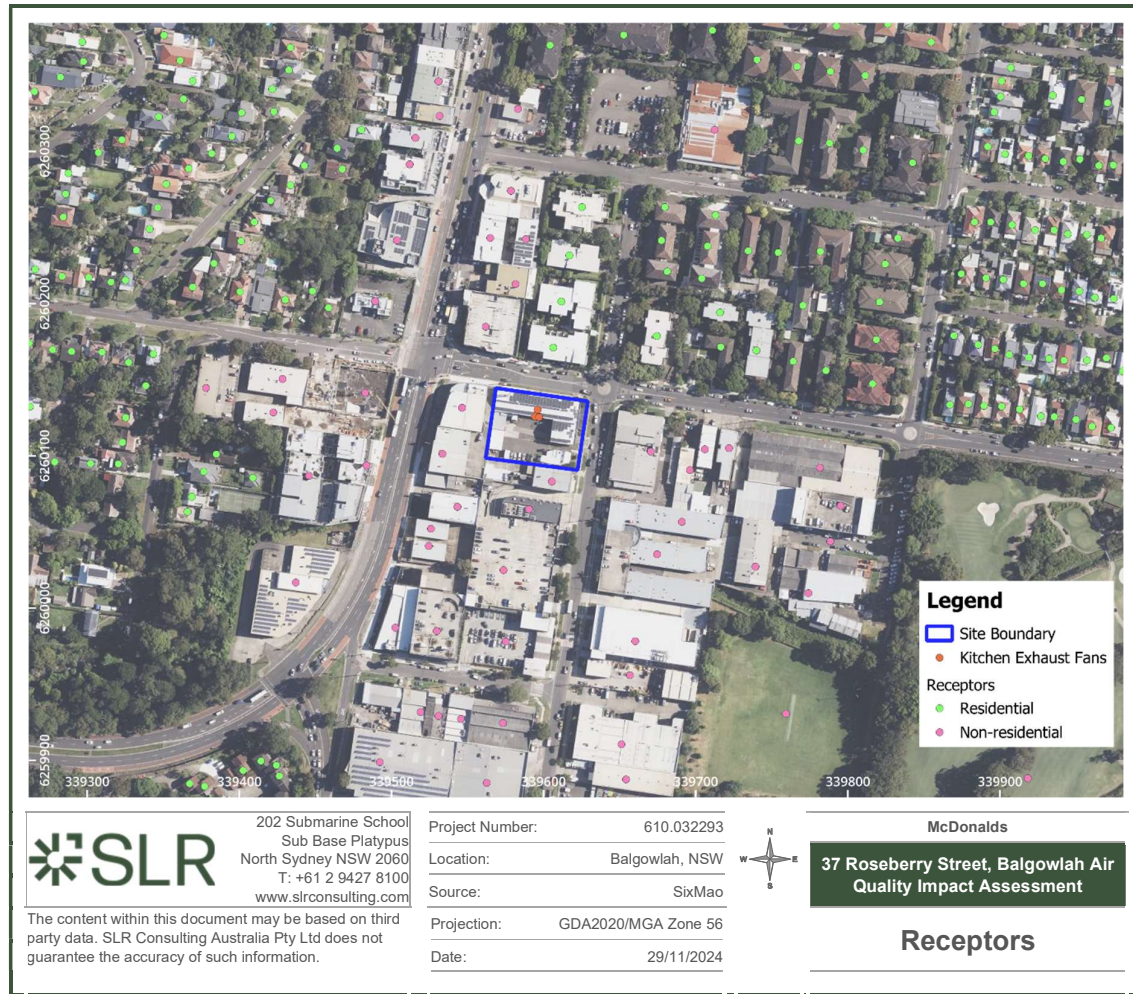 6260300
6260200
6260100
6260000
6259900
339300
339400
339500
339600
339700
339800
339900
Legend
Site Boundary
Kitchen Exhaust Fans
Receptors
Residential
Non-residential
SLR
202 Submarine School
Sub Base Platypus
North Sydney NSW 2060
T: +61 2 9427 8100
www.slrconsulting.com
The content within this document may be based on third
party data. SLR Consulting Australia Pty Ltd does not
guarantee the accuracy of such information.
Project Number: 610.032293
Location: Balgowlah, NSW
Source: SixMao
Projection: GDA2020/MGA Zone 56
Date: 29/11/2024
N
W E
S
McDonalds
37 Roseberry Street, Balgowlah Air
Quality Impact Assessment
Receptors